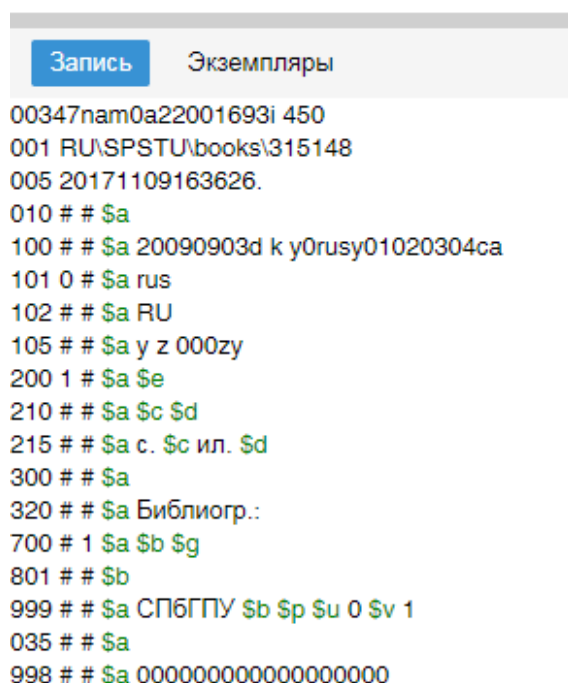 Запись Экземпляры
00347nam0a22001693i 450
001 RU\SPSTU\books\315148
005 20171109163626.
010 # # $a
100 # # $a 20090903d k y0rusy01020304ca
101 0 # $a rus
102 # # $a RU
105 # # $a y z 000zy
200 1 # $a $e
210 # # $a $c $d
215 # # $a с. $c ил. $d
300 # # $a
320 # # $a Библиогр.:
700 # 1 $a $b $g
801 # # $b
999 # # $a СПбГПУ $b $p $u 0 $v 1
035 # # $a
998 # # $a 000000000000000000